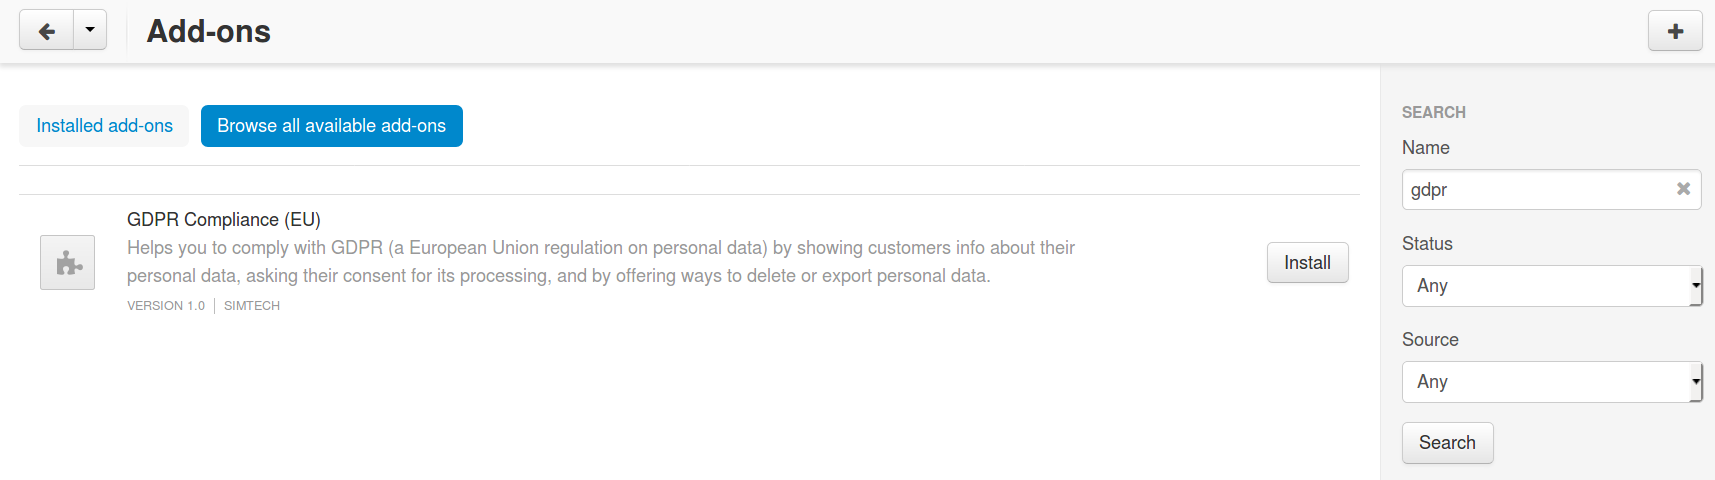 Add-ons
Installed add-ons
Browse all available add-ons
GDPR Compliance (EU)
Helps you to comply with GDPR (a European Union regulation on personal data) by showing customers info about their
personal data, asking their consent for its processing, and by offering ways to delete or export personal data.
VERSION 1.0 | SIMTECH
Install
SEARCH
Name
gdpr
Status
Any
Source
Any
Search